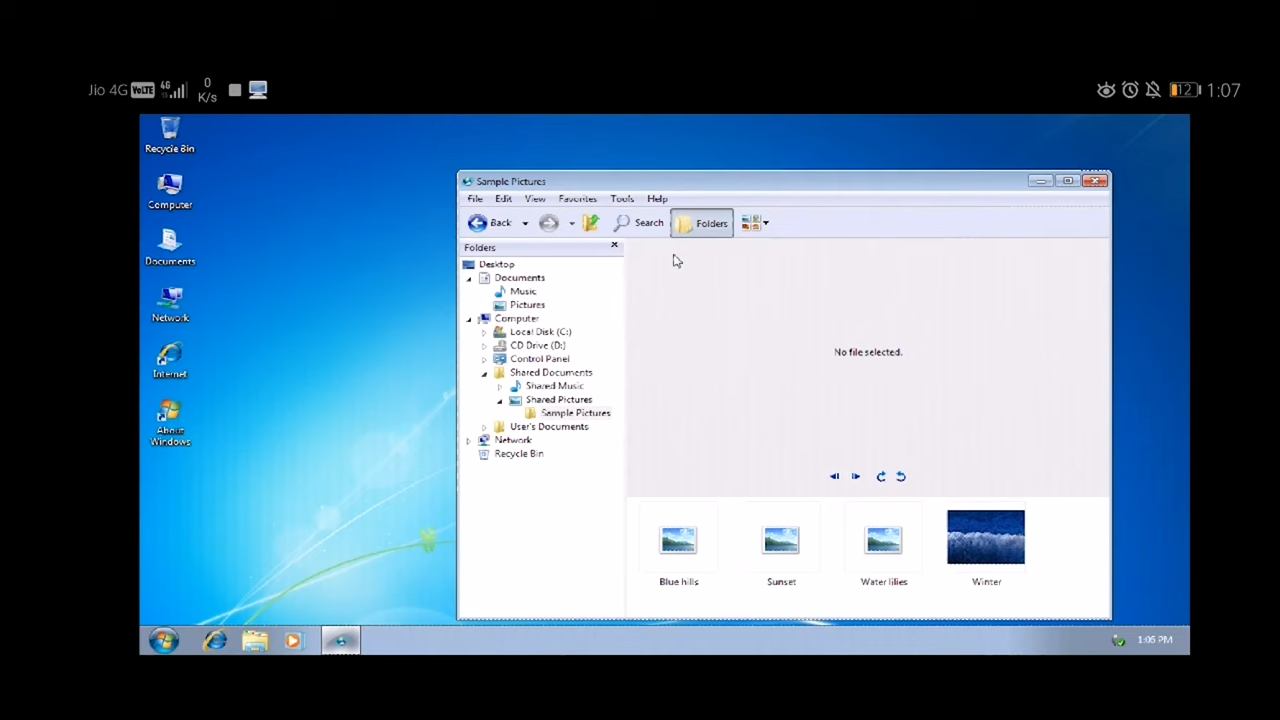 Jio 4G VoLTE 4G 0 K/s 12 1:07
Recycle Bin
Computer
Documents
Network
Internet
About Windows
Sample Pictures
File Edit View Favorites Tools Help
Back Search Folders
Folders
Desktop
Documents
Music
Pictures
Computer
Local Disk (C:)
CD Drive (D:)
Control Panel
Shared Documents
Shared Music
Shared Pictures
Sample Pictures
User's Documents
Network
Recycle Bin
No file selected.
Blue hills Sunset Water lilies Winter
1:05 PM